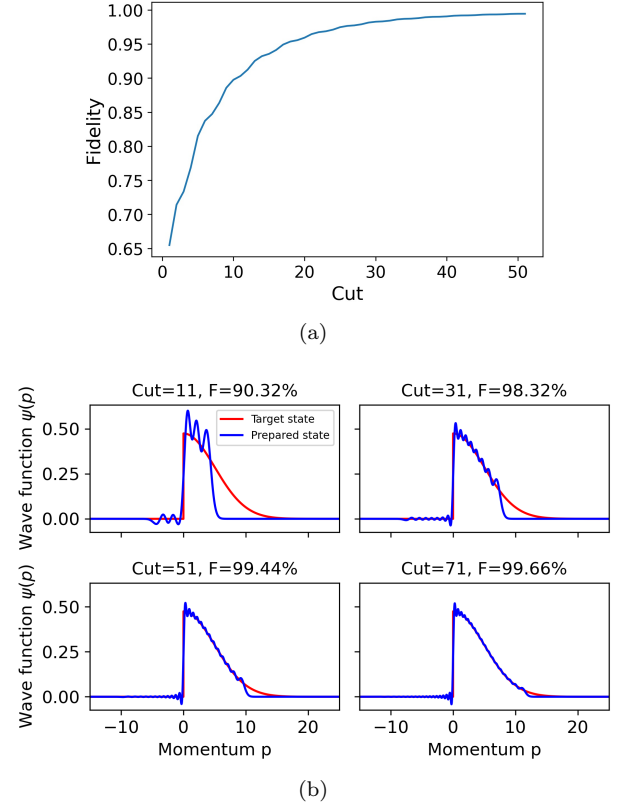 1.00
0.95
0.90
0.85
0.80
0.75
0.70
0.65
Fidelity
0 10 20 30 40 50
Cut
(a)
Cut=11, F=90.32%
Cut=31, F=98.32%
Wave function ψ(p)
0.50
0.25
0.00
Target state
Prepared state
Cut=51, F=99.44%
Cut=71, F=99.66%
Wave function ψ(p)
0.50
0.25
0.00
−10 0 10 20
−10 0 10 20
Momentum p
Momentum p
(b)